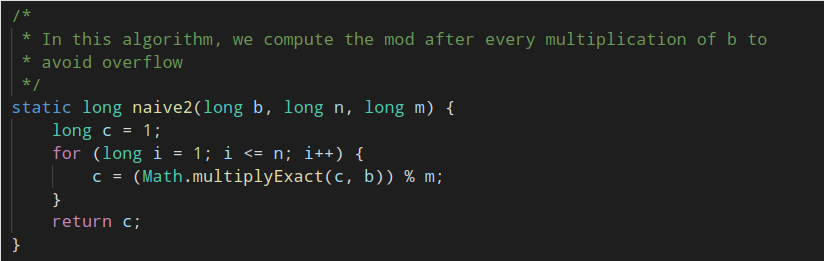 /*
 * In this algorithm, we compute the mod after every multiplication of b to
 * avoid overflow
 */
static long naive2(long b, long n, long m) {
    long c = 1;
    for (long i = 1; i <= n; i++) {
        c = (Math.multiplyExact(c, b)) % m;
    }
    return c;
}